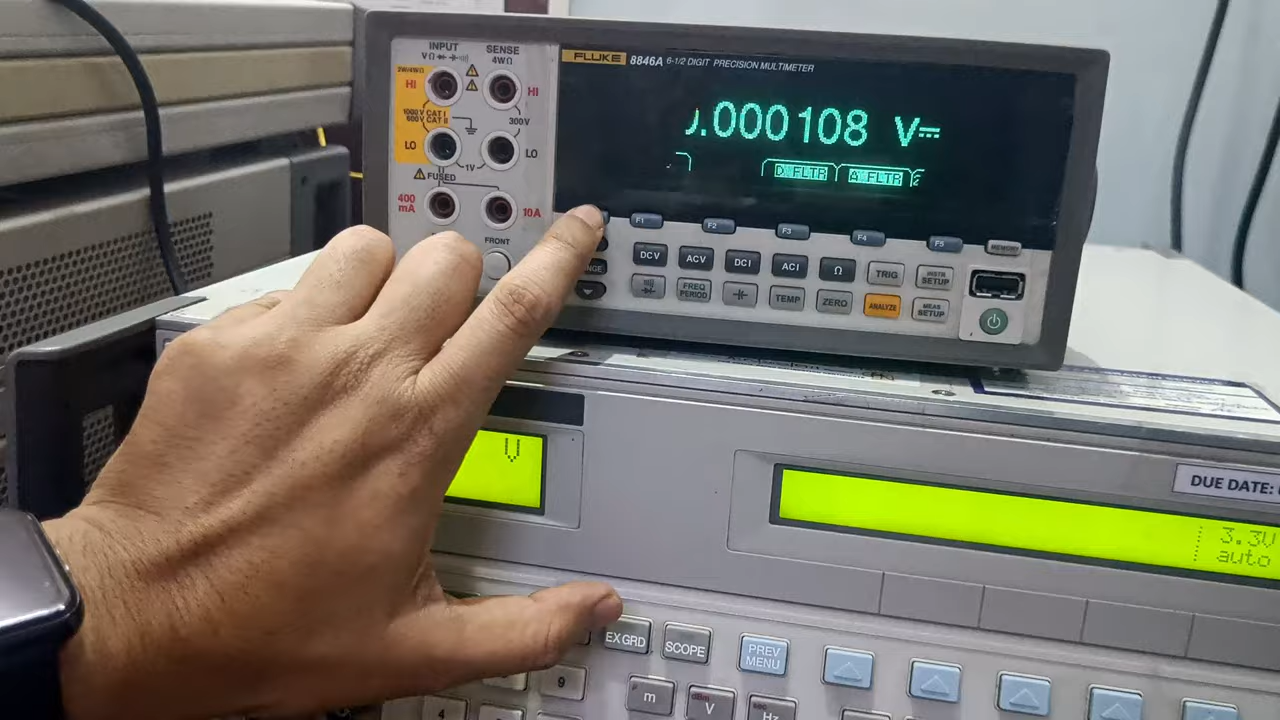 INPUT
VΩ
SENSE
4WΩ
2W/4WΩ
HI
HI
1000V CAT I
600V CAT II
300V
LO
LO
1V
FUSED
400
mA
10A
FRONT
FLUKE 8846A 6-1/2 DIGIT PRECISION MULTIMETER
.000108 V
D FLTR A FLTR
F1 F2 F3 F4 F5 MEMORY
DCV ACV DCI ACI Ω TRIG INSTR SETUP
FREQ PERIOD TEMP ZERO ANALYZE MEAS SETUP
V
DUE DATE:
3.3V
auto
EX GRD SCOPE PREV MENU
9
4
m
dBm
V
sec
Hz